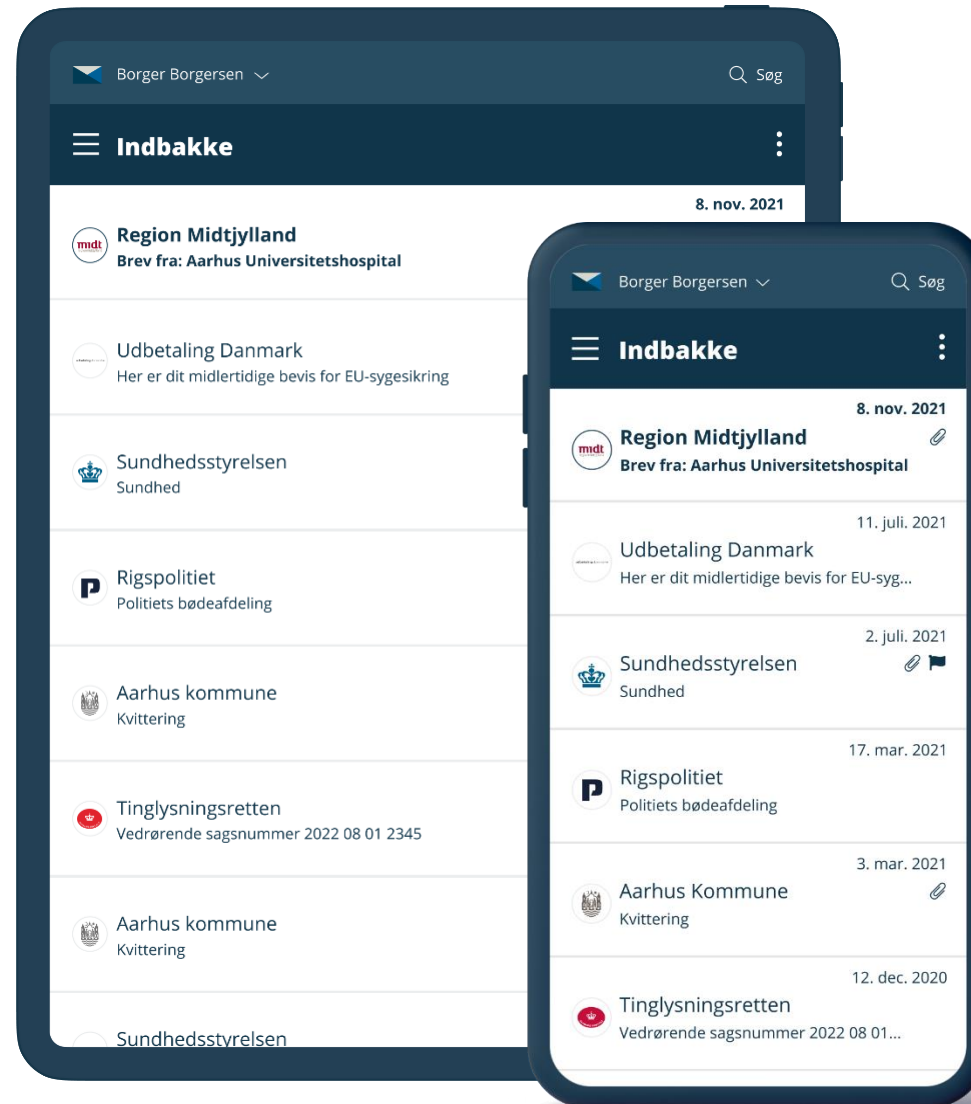 Borger Borgersen
Søg
Indbakke
8. nov. 2021
midt
Region Midtjylland
Brev fra: Aarhus Universitetshospital
Udbetaling Danmark
Her er dit midlertidige bevis for EU-sygesikring
Sundhedsstyrelsen
Sundhed
P
Rigspolitiet
Politiets bødeafdeling
Aarhus kommune
Kvittering
Tinglysningsretten
Vedrørende sagsnummer 2022 08 01 2345
Aarhus kommune
Kvittering
Sundhedsstyrelsen
Borger Borgersen
Søg
Indbakke
8. nov. 2021
midt
Region Midtjylland
Brev fra: Aarhus Universitetshospital
11. juli. 2021
Udbetaling Danmark
Her er dit midlertidige bevis for EU-syg...
2. juli. 2021
Sundhedsstyrelsen
Sundhed
17. mar. 2021
P
Rigspolitiet
Politiets bødeafdeling
3. mar. 2021
Aarhus Kommune
Kvittering
12. dec. 2020
Tinglysningsretten
Vedrørende sagsnummer 2022 08 01...